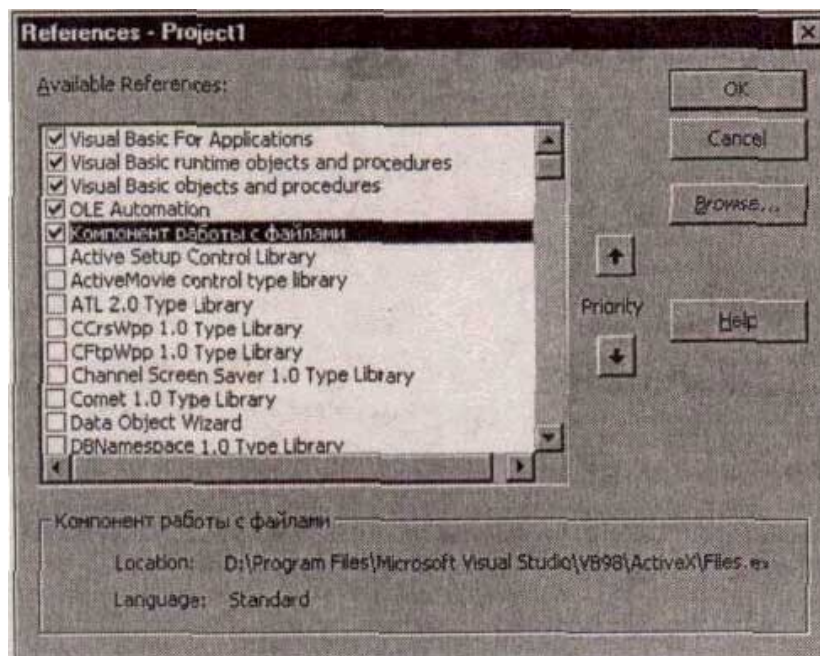 References - Project1
Available References:
OK
Cancel
Browse...
Help
Visual Basic For Applications
Visual Basic runtime objects and procedures
Visual Basic objects and procedures
OLE Automation
Компонент работы с файлами
Active Setup Control Library
ActiveMovie control type library
ATL 2.0 Type Library
CCrsWpp 1.0 Type Library
CFtpWpp 1.0 Type Library
Channel Screen Saver 1.0 Type Library
Comet 1.0 Type Library
Data Object Wizard
DBNamespace 1.0 Type Library
Priority
Компонент работы с файлами
Location: D:\Program Files\Microsoft Visual Studio\VB98\ActiveX\Files.ex
Language: Standard